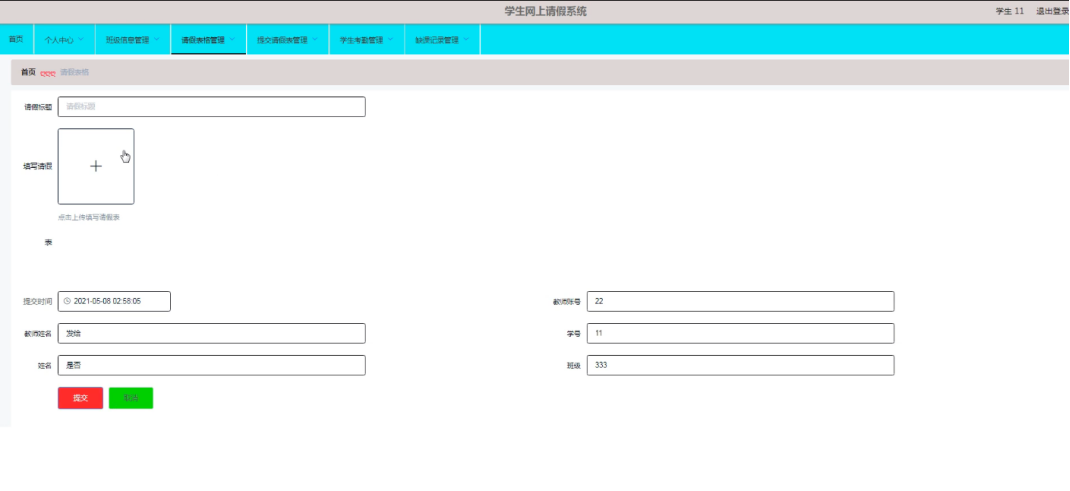 学生网上请假系统
学生 11 退出登录
首页 个人中心 班级信息管理 请假表格管理 提交请假表管理 学生考勤管理 缺课记录管理
首页 请假表格
请假标题 请假标题
填写请假
点击上传填写请假表
表
提交时间 2021-05-08 02:58:05 教师账号 22
教师姓名 发给 学号 11
姓名 是否 班级 333
提交 取消